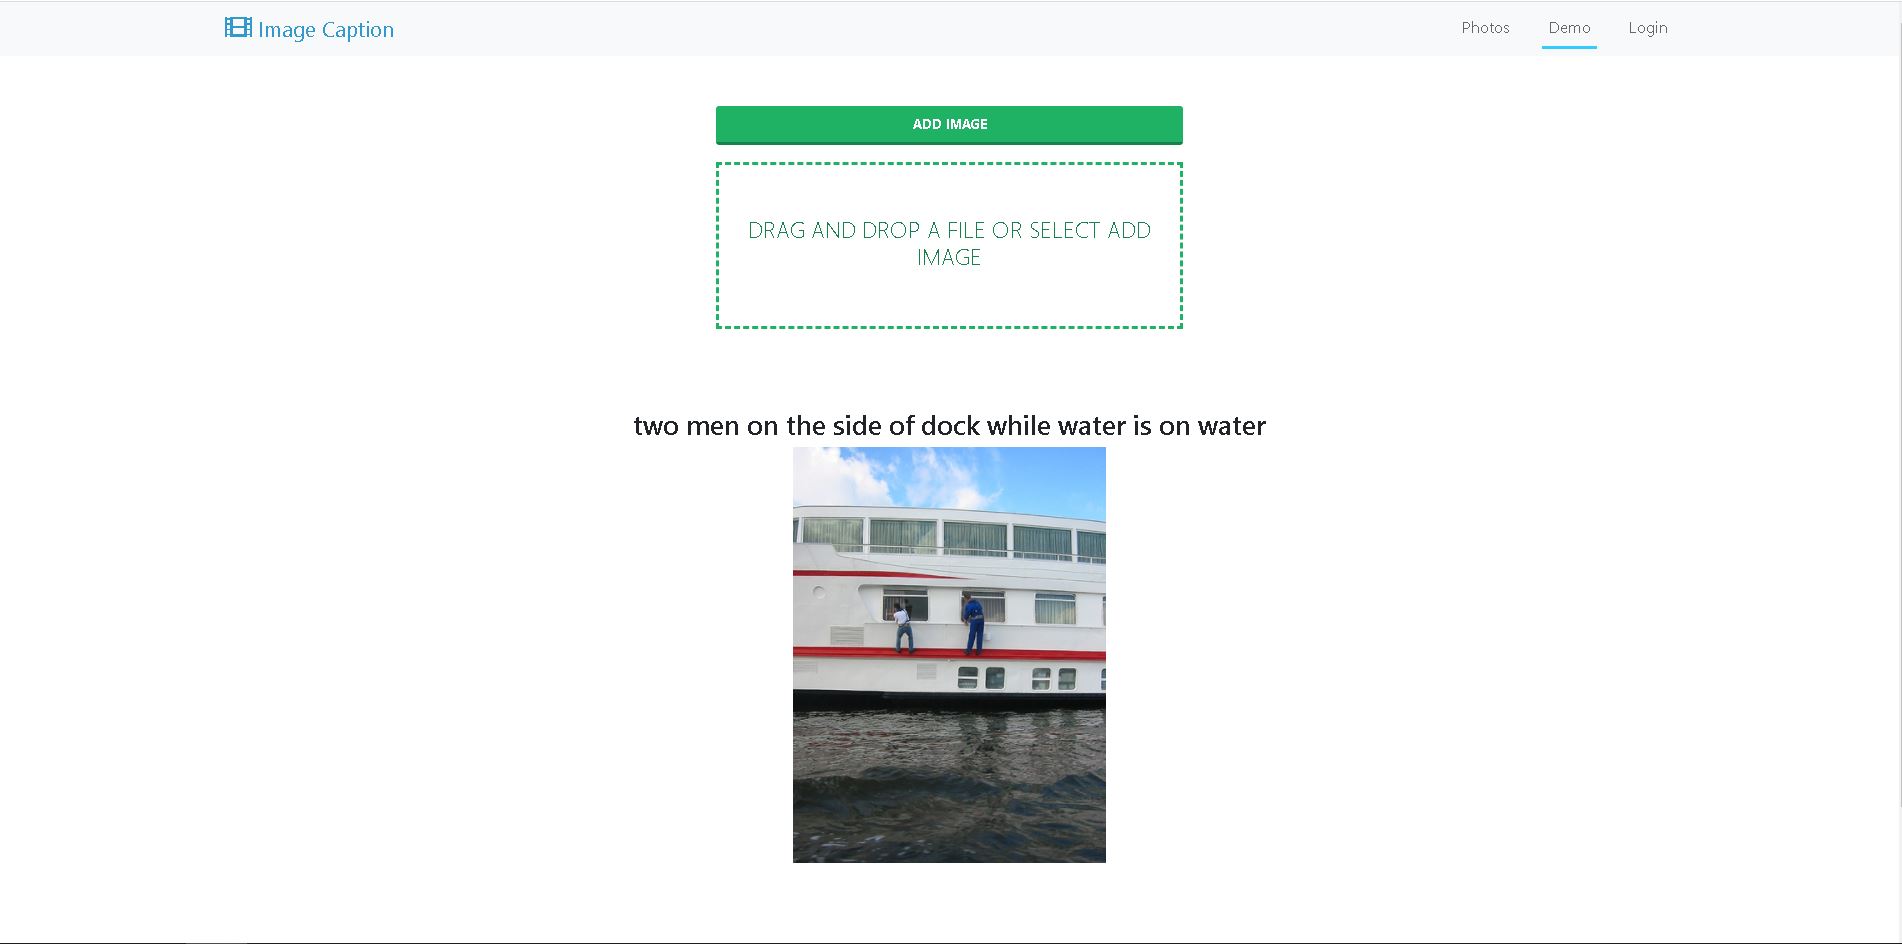 Image Caption
Photos Demo Login
ADD IMAGE
DRAG AND DROP A FILE OR SELECT ADD
IMAGE
two men on the side of dock while water is on water